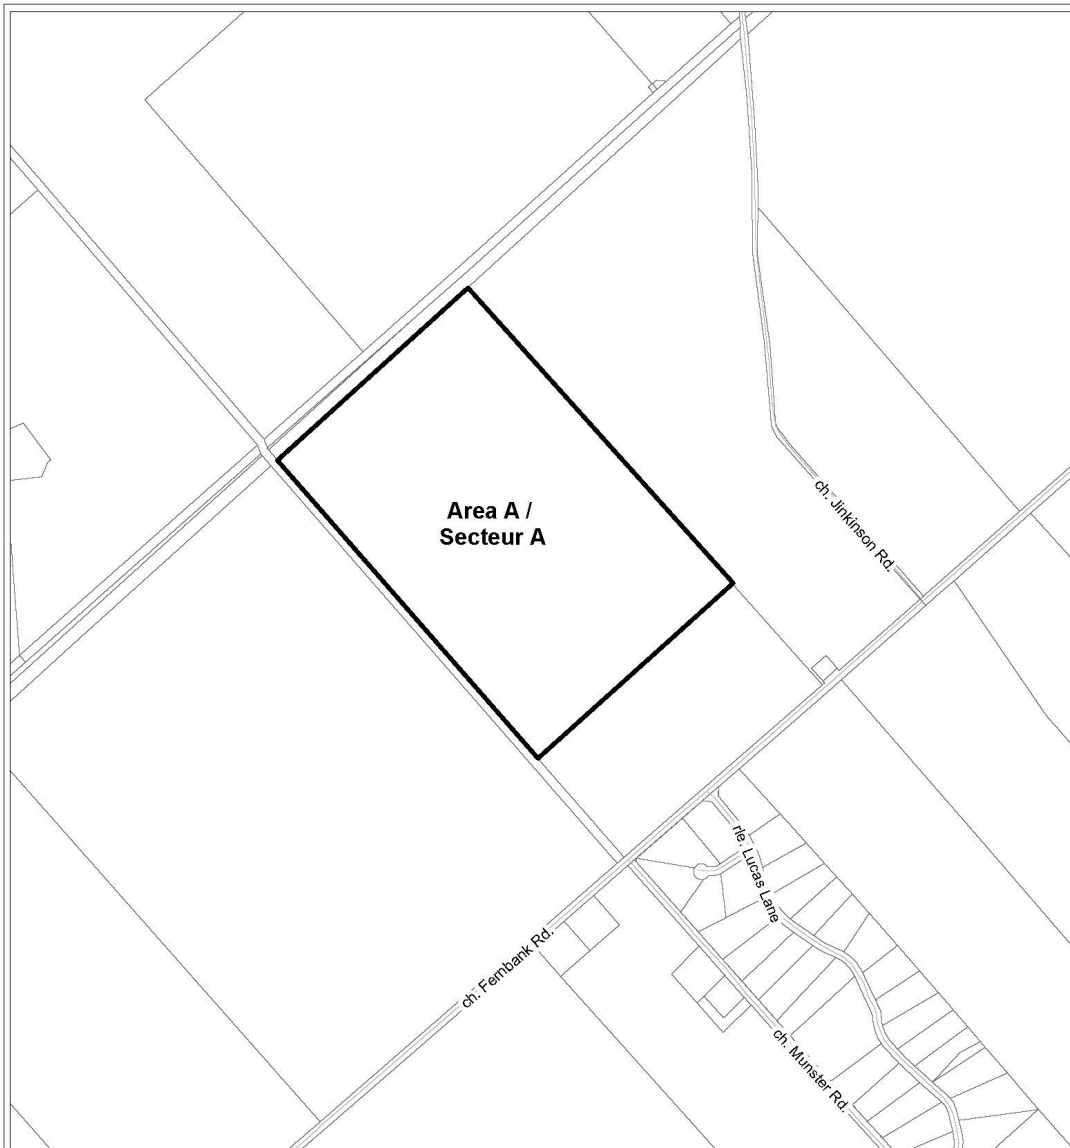 Area A /
Secteur A
ch. Jinkinson Rd.
rle. Lucas Lane
ch. Fernbank Rd.
ch. Munster Rd.